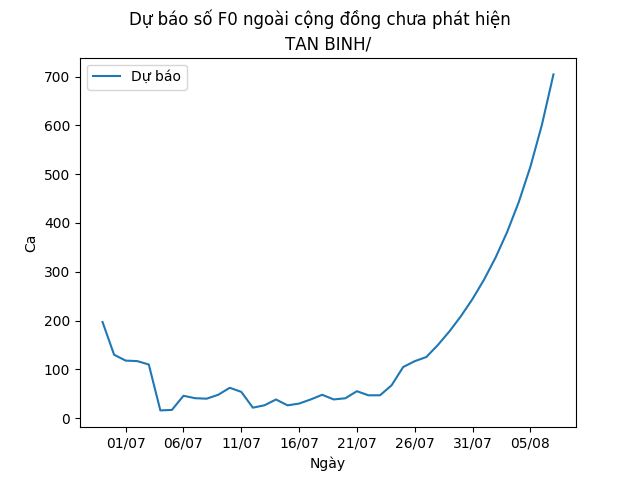 Dự báo số F0 ngoài cộng đồng chưa phát hiện
TAN BINH/
Dự báo
700
600
500
400
300
200
100
0
Ca
01/07 06/07 11/07 16/07 21/07 26/07 31/07 05/08
Ngày